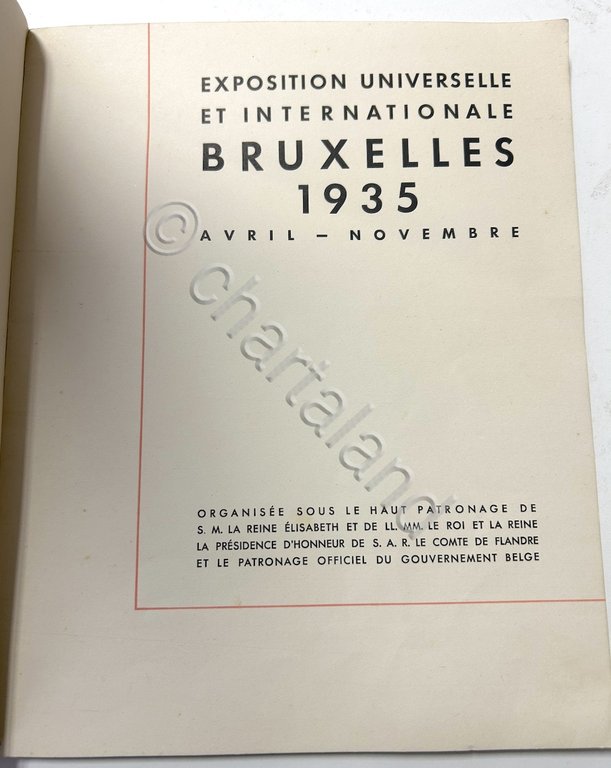 EXPOSITION UNIVERSELLE
ET INTERNATIONALE
BRUXELLES
1935
AVRIL – NOVEMBRE
© chartaland
ORGANISÉE SOUS LE HAUT PATRONAGE DE
S. M. LA REINE ÉLISABETH ET DE LL. MM. LE ROI ET LA REINE
LA PRÉSIDENCE D'HONNEUR DE S. A. R. LE COMTE DE FLANDRE
ET LE PATRONAGE OFFICIEL DU GOUVERNEMENT BELGE